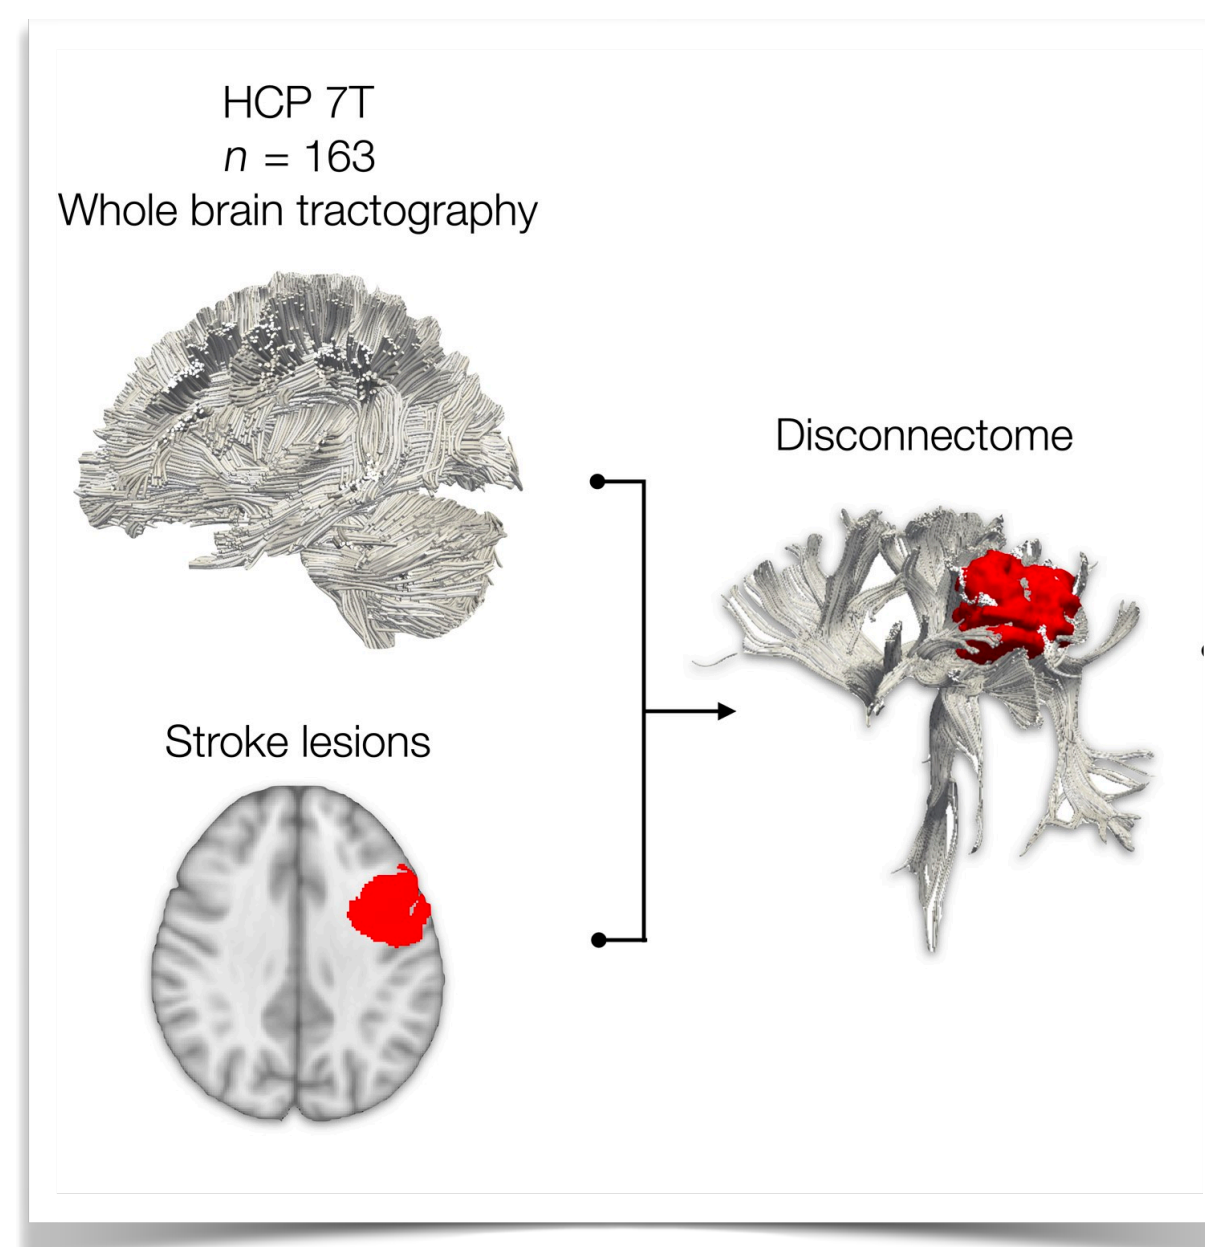 HCP 7T
n = 163
Whole brain tractography
Disconnectome
Stroke lesions